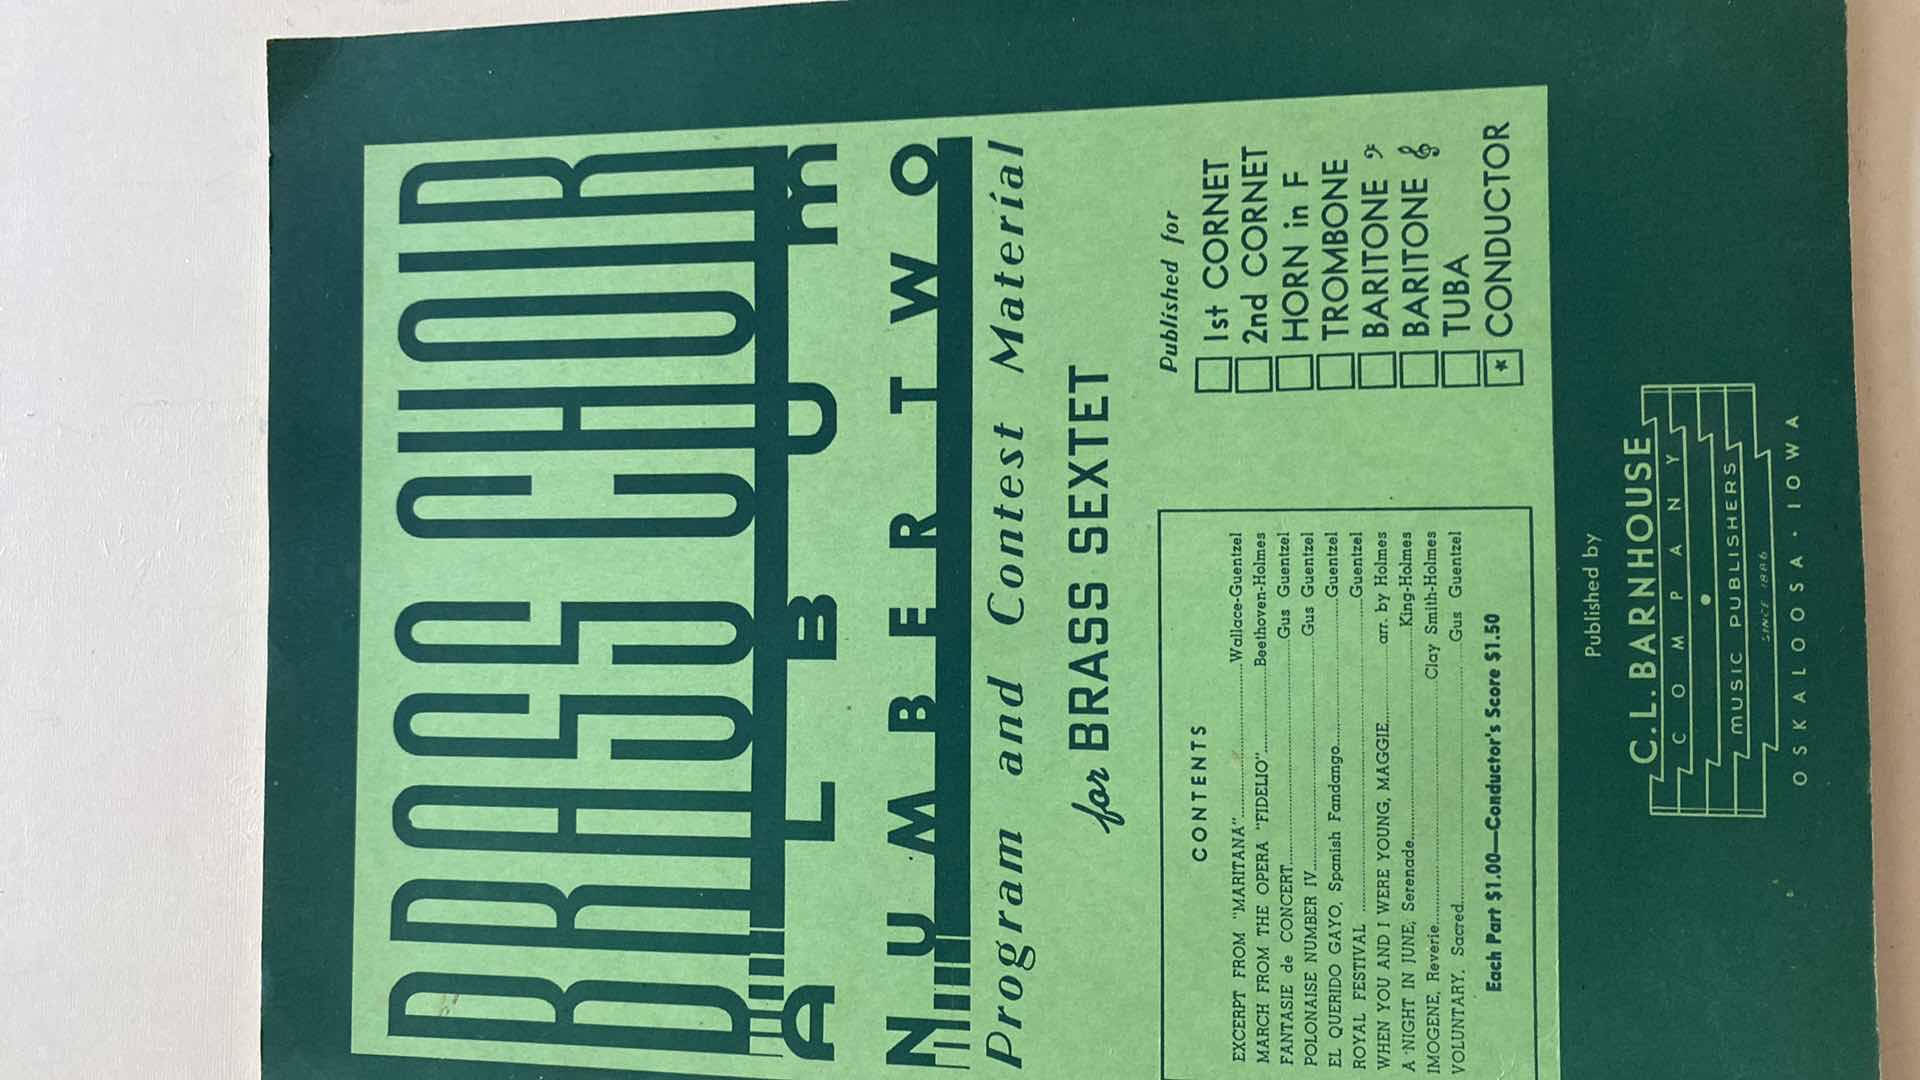 BRASS CHOIR
ALBUM
NUMBER TWO
Program and Contest Material
for BRASS SEXTET
CONTENTS
EXCERPT FROM "MARITANA"..........Wallace-Guentzel
MARCH FROM THE OPERA "FIDELIO"..........Beethoven-Holmes
FANTASIE de CONCERT..........Gus Guentzel
POLONAISE NUMBER IV..........Gus Guentzel
EL QUERIDO GAYO, Spanish Fandango..........Guentzel
ROYAL FESTIVAL..........Guentzel
WHEN YOU AND I WERE YOUNG, MAGGIE..........arr. by Holmes
A NIGHT IN JUNE, Serenade..........King-Holmes
IMOGENE, Reverie..........Clay Smith-Holmes
VOLUNTARY, Sacred..........Gus Guentzel
Each Part $1.00—Conductor's Score $1.50
Published for
1st CORNET
2nd CORNET
HORN in F
TROMBONE
BARITONE 𝄢
BARITONE 𝄞
TUBA
* CONDUCTOR
Published by
C.L. BARNHOUSE
COMPANY
•
MUSIC PUBLISHERS
SINCE 1886
OSKALOOSA · IOWA